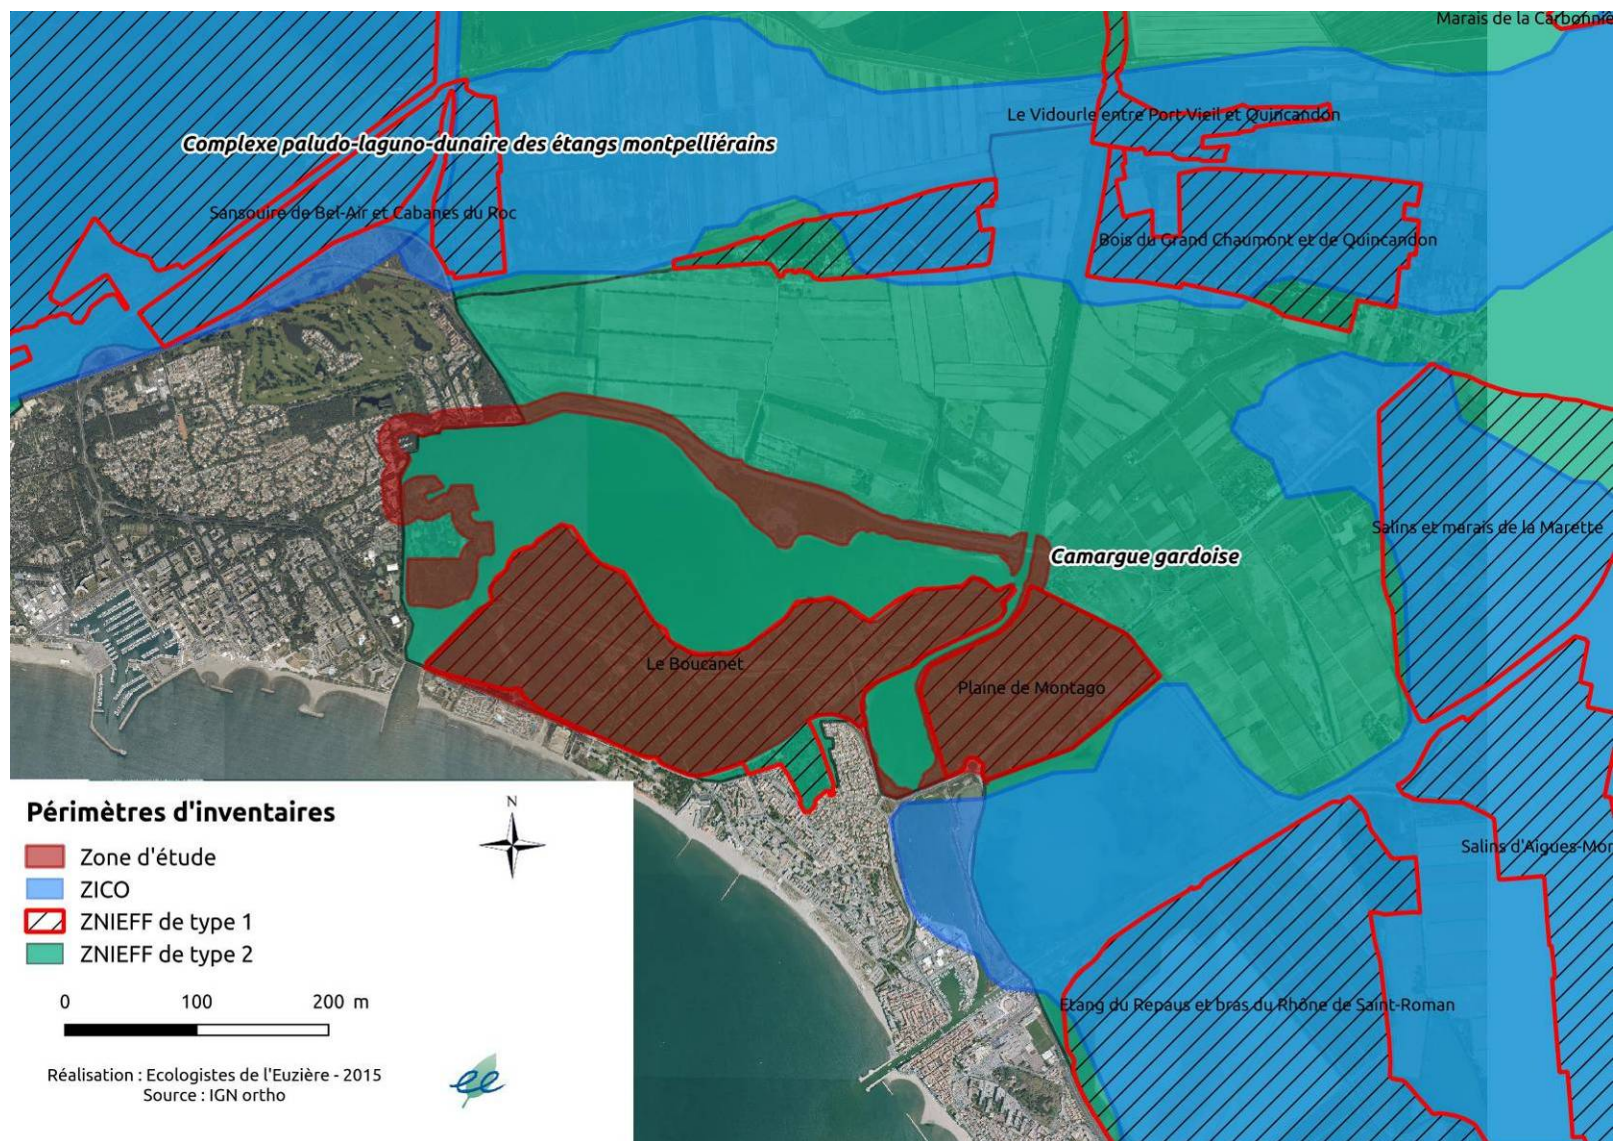 Marais de la Carbonniè
Le Vidourle entre Port Vieil et Quincandon
Complexe paludo-laguno-dunaire des étangs montpelliérains
Sansouire de Bel-Air et Cabanes du Roc
Bois du Grand Chaumont et de Quincandon
Salins et marais de la Marette
Camargue gardoise
Le Boucanet
Plaine de Montago
Salins d'Aigues-Mor
Etang du Repaus et bras du Rhône de Saint-Roman
Périmètres d'inventaires
N
Zone d'étude
ZICO
ZNIEFF de type 1
ZNIEFF de type 2
0 100 200 m
Réalisation : Ecologistes de l'Euzière - 2015
Source : IGN ortho
ee